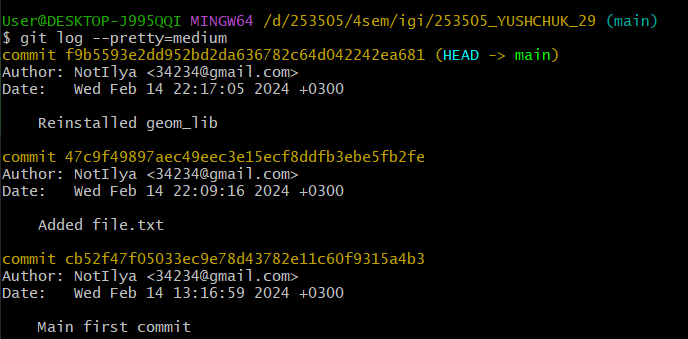 User@DESKTOP-J995QQI MINGW64 /d/253505/4sem/igi/253505_YUSHCHUK_29 (main)
$ git log --pretty=medium
commit f9b5593e2dd952bd2da636782c64d042242ea681 (HEAD -> main)
Author: NotIlya <34234@gmail.com>
Date:   Wed Feb 14 22:17:05 2024 +0300
    Reinstalled geom_lib
commit 47c9f49897aec49eec3e15ecf8ddfb3ebe5fb2fe
Author: NotIlya <34234@gmail.com>
Date:   Wed Feb 14 22:09:16 2024 +0300
    Added file.txt
commit cb52f47f05033ec9e78d43782e11c60f9315a4b3
Author: NotIlya <34234@gmail.com>
Date:   Wed Feb 14 13:16:59 2024 +0300
    Main first commit